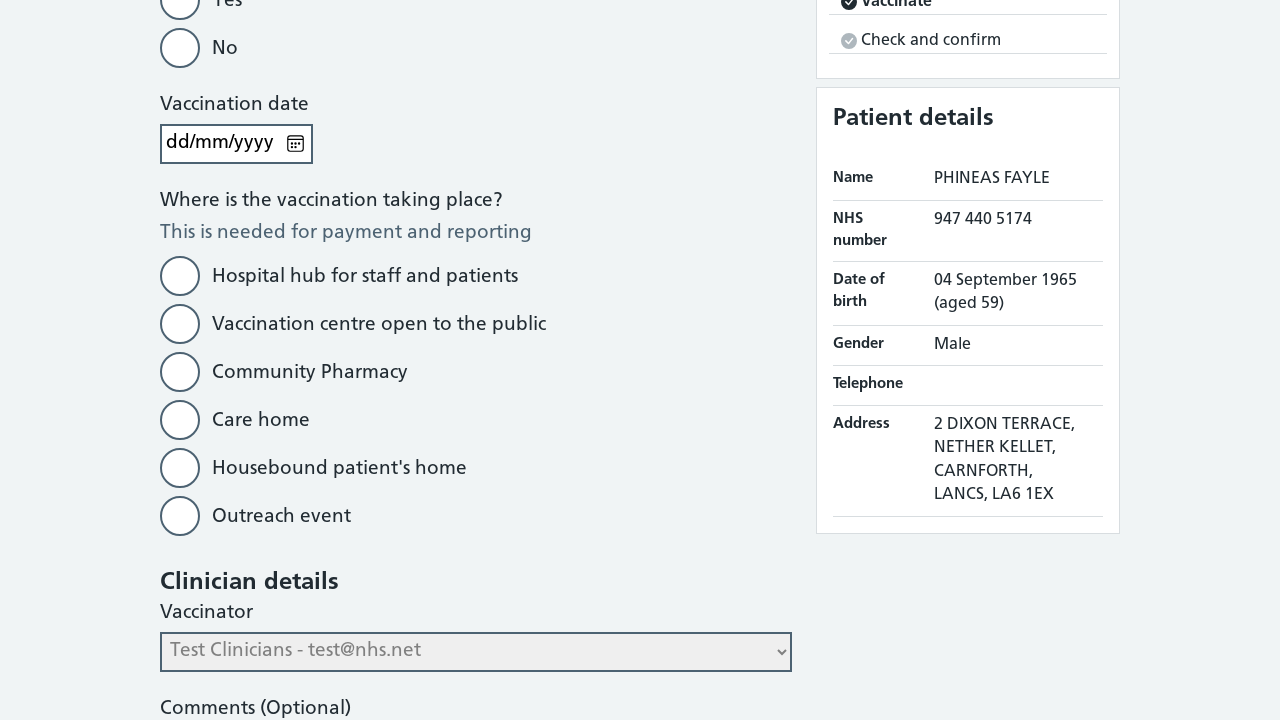 Yes
No
Vaccination date
dd/mm/yyyy
Where is the vaccination taking place?
This is needed for payment and reporting
Hospital hub for staff and patients
Vaccination centre open to the public
Community Pharmacy
Care home
Housebound patient's home
Outreach event
Clinician details
Vaccinator
Test Clinicians - test@nhs.net
Comments (Optional)
Vaccinate
Check and confirm
Patient details
Name PHINEAS FAYLE
NHS number 947 440 5174
Date of birth 04 September 1965
(aged 59)
Gender Male
Telephone
Address 2 DIXON TERRACE,
NETHER KELLET,
CARNFORTH,
LANCS, LA6 1EX